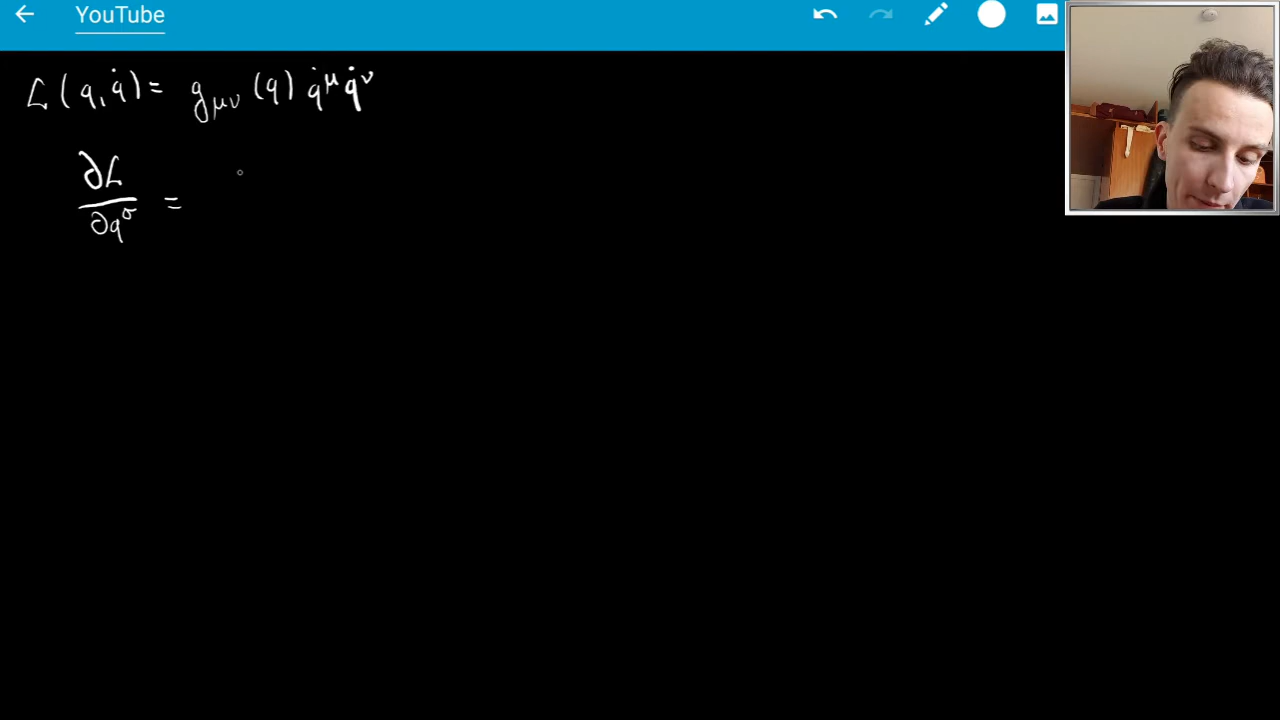 YouTube
L(q, q̇) = g_μν (q) q̇^μ q̇^ν
∂L/∂q^σ =